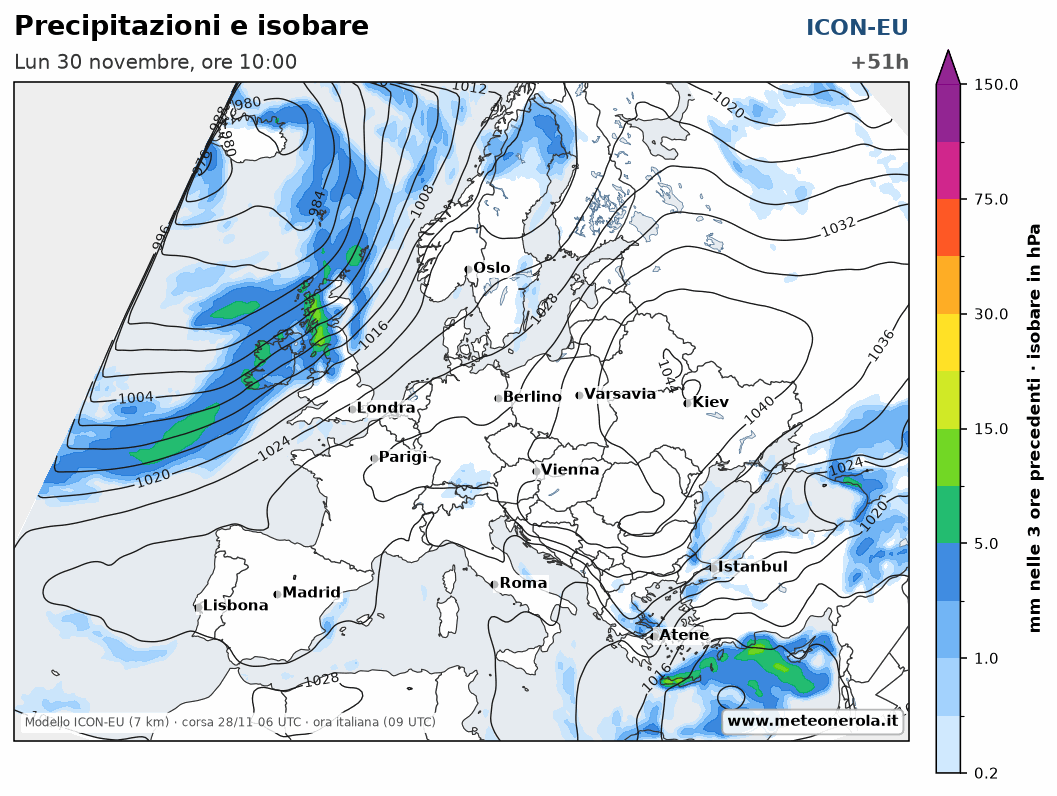 Precipitazioni e isobare
ICON-EU
Lun 30 novembre, ore 10:00
+51h
980
988
980
976
984
996
1012
1008
1020
1032
1016
1028
1036
1004
1044
1040
1024
1020
1024
1020
1028
1016
Oslo
Londra
Berlino
Varsavia
Kiev
Parigi
Vienna
Istanbul
Roma
Madrid
Lisbona
Atene
Modello ICON-EU (7 km) · corsa 28/11 06 UTC · ora italiana (09 UTC)
www.meteonerola.it
150.0
75.0
30.0
15.0
5.0
1.0
0.2
mm nelle 3 ore precedenti · isobare in hPa